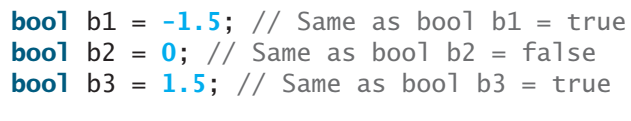 bool b1 = -1.5; // Same as bool b1 = true
bool b2 = 0; // Same as bool b2 = false
bool b3 = 1.5; // Same as bool b3 = true